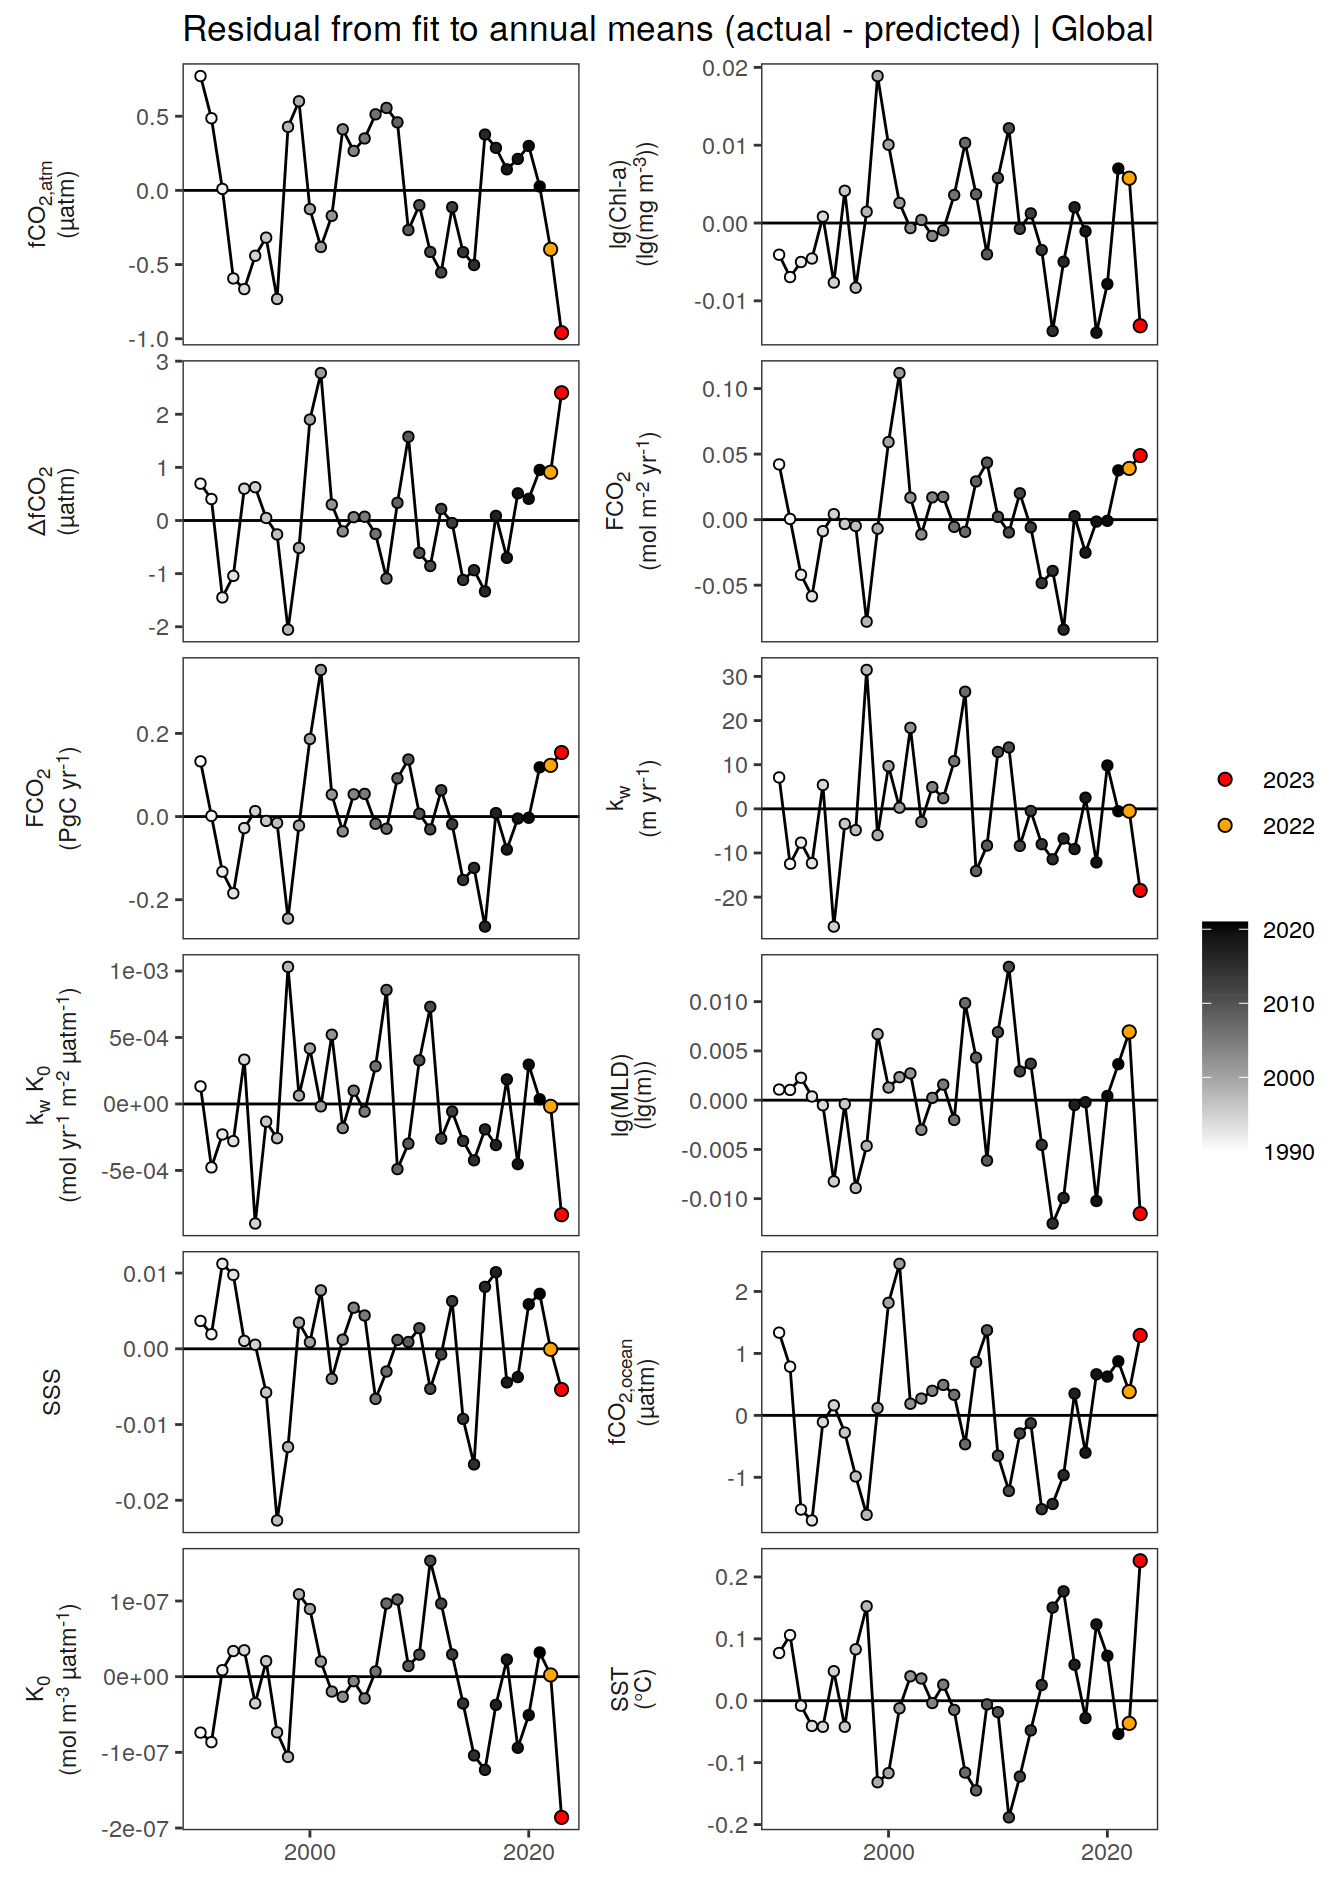 Residual from fit to annual means (actual - predicted) | Global
fCO2,atm
(µatm)
0.5
0.0
-0.5
-1.0
lg(Chl-a)
(lg(mg m-3))
0.02
0.01
0.00
-0.01
ΔfCO2
(µatm)
3
2
1
0
-1
-2
FCO2
(mol m-2 yr-1)
0.10
0.05
0.00
-0.05
FCO2
(PgC yr-1)
0.2
0.0
-0.2
kw
(m yr-1)
30
20
10
0
-10
-20
kw K0
(mol yr-1 m-2 µatm-1)
1e-03
5e-04
0e+00
-5e-04
lg(MLD)
(lg(m))
0.010
0.005
0.000
-0.005
-0.010
SSS
0.01
0.00
-0.01
-0.02
fCO2,ocean
(µatm)
2
1
0
-1
K0
(mol m-3 µatm-1)
1e-07
0e+00
-1e-07
-2e-07
2000
2020
SST
(°C)
0.2
0.1
0.0
-0.1
-0.2
2000
2020
2023
2022
2020
2010
2000
1990